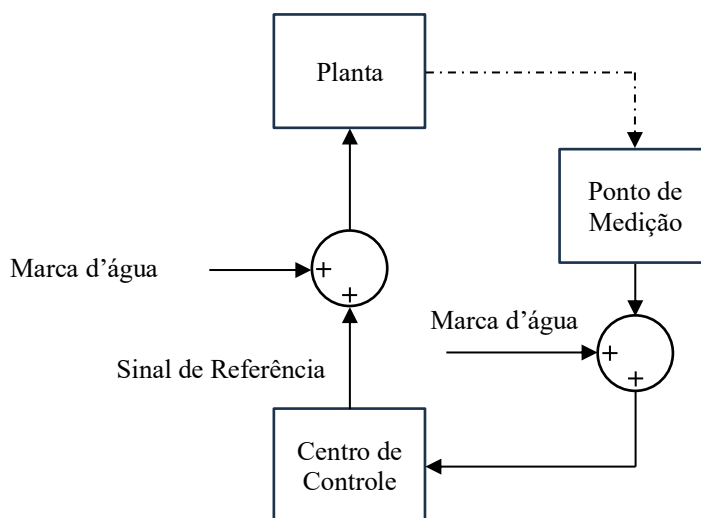 Planta
Ponto de
Medição
Marca d’água
+
+
Marca d’água
+
+
Sinal de Referência
Centro de
Controle